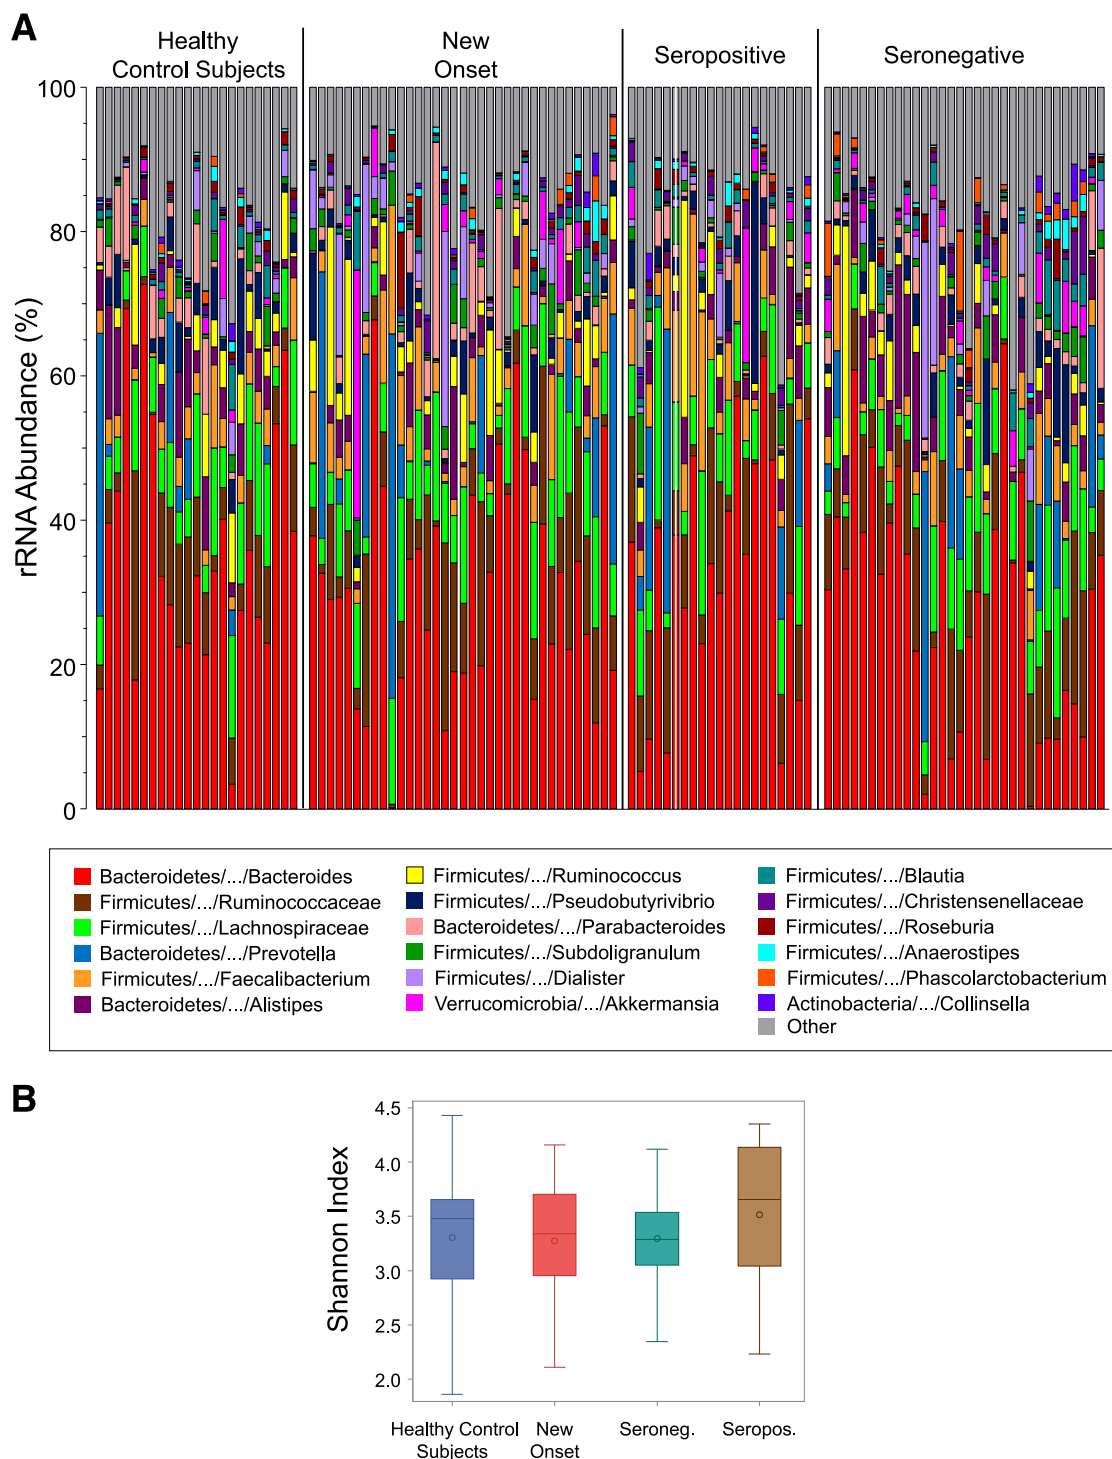 A
Healthy
Control Subjects
New
Onset
Seropositive
Seronegative
rRNA Abundance (%)
100
80
60
40
20
0
Bacteroidetes/.../Bacteroides
Firmicutes/.../Ruminococcaceae
Firmicutes/.../Lachnospiraceae
Bacteroidetes/.../Prevotella
Firmicutes/.../Faecalibacterium
Bacteroidetes/.../Alistipes
Firmicutes/.../Ruminococcus
Firmicutes/.../Pseudobutyrivibrio
Bacteroidetes/.../Parabacteroides
Firmicutes/.../Subdoligranulum
Firmicutes/.../Dialister
Verrucomicrobia/.../Akkermansia
Firmicutes/.../Blautia
Firmicutes/.../Christensenellaceae
Firmicutes/.../Roseburia
Firmicutes/.../Anaerostipes
Firmicutes/.../Phascolarctobacterium
Actinobacteria/.../Collinsella
Other
B
Shannon Index
4.5
4.0
3.5
3.0
2.5
2.0
Healthy Control
Subjects
New
Onset
Seroneg.
Seropos.